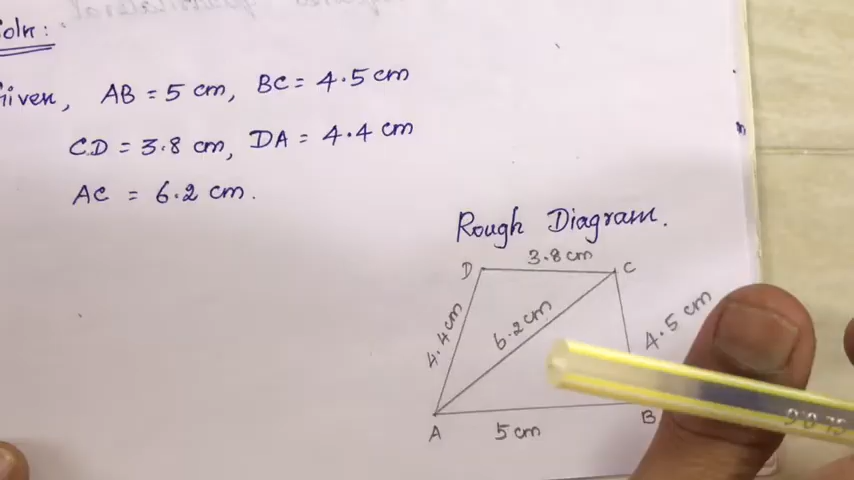 Soln:
Given, AB = 5 cm, BC = 4.5 cm
CD = 3.8 cm, DA = 4.4 cm
AC = 6.2 cm.
Rough Diagram.
3.8 cm
D
C
4.4 cm
6.2 cm
4.5 cm
A
5 cm
B